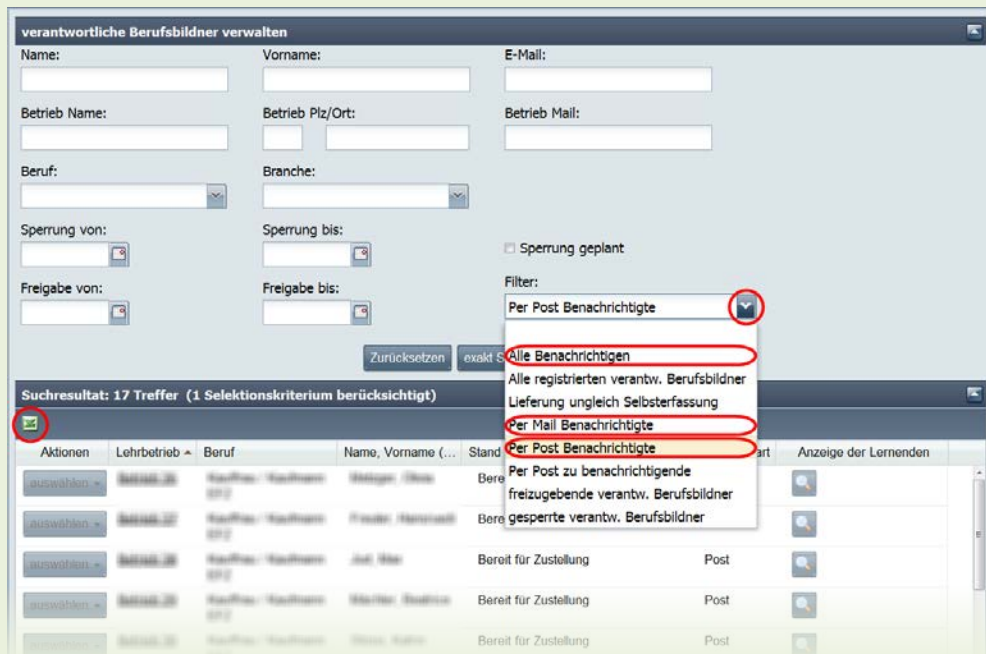 verantwortliche Berufsbildner verwalten
Name: Vorname: E-Mail:
Betrieb Name: Betrieb Plz/Ort: Betrieb Mail:
Beruf: Branche:
Sperrung von: Sperrung bis:
Sperrung geplant
Freigabe von: Freigabe bis: Filter:
Per Post Benachrichtigte
Zurücksetzen exakt S
Alle Benachrichtigen
Alle registrierten verantw. Berufsbildner
Lieferung ungleich Selbsterfassung
Per Mail Benachrichtigte
Per Post Benachrichtigte
Per Post zu benachrichtigende
freizugebende verantw. Berufsbildner
gesperrte verantw. Berufsbildner
Suchresultat: 17 Treffer (1 Selektionskriterium berücksichtigt)
Aktionen Lehrbetrieb Beruf Name, Vorname (... Stand art Anzeige der Lernenden
auswählen Bere
auswählen Bere
auswählen Bereit für Zustellung Post
auswählen Bereit für Zustellung Post
auswählen Bereit für Zustellung Post